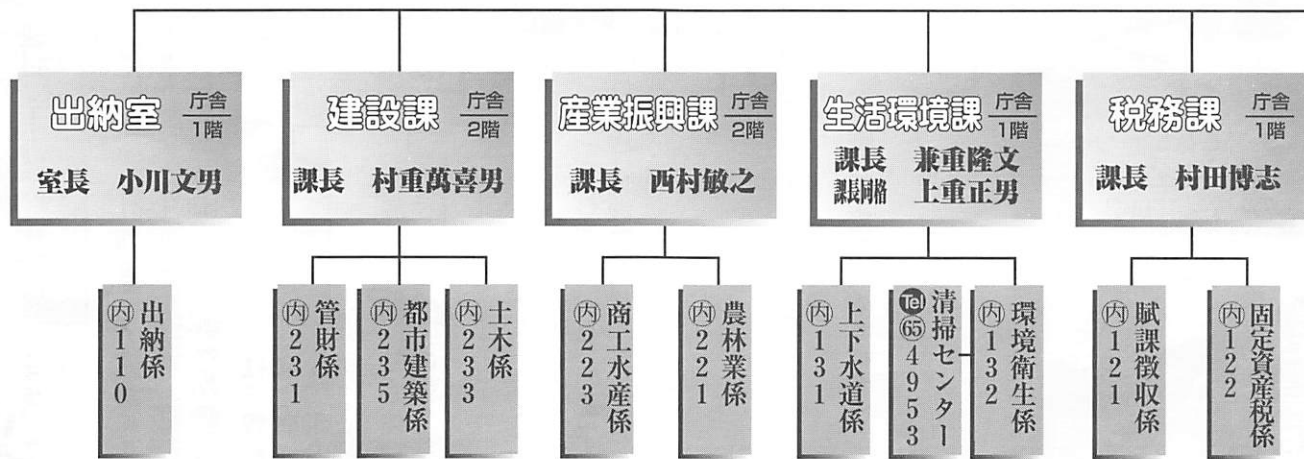 出納室 庁舎1階
室長 小川文男
出納係 内110
建設課 庁舎2階
課長 村重萬喜男
管財係 内231
都市建築係 内235
土木係 内233
産業振興課 庁舎2階
課長 西村敏之
商工水産係 内223
農林業係 内221
生活環境課 庁舎1階
課長 兼重隆文
上重正男
上下水道係 内131
清掃センター Tel 65 4953
環境衛生係 内132
税務課 庁舎1階
課長 村田博志
賦課徴収係 内121
固定資産税係 内122